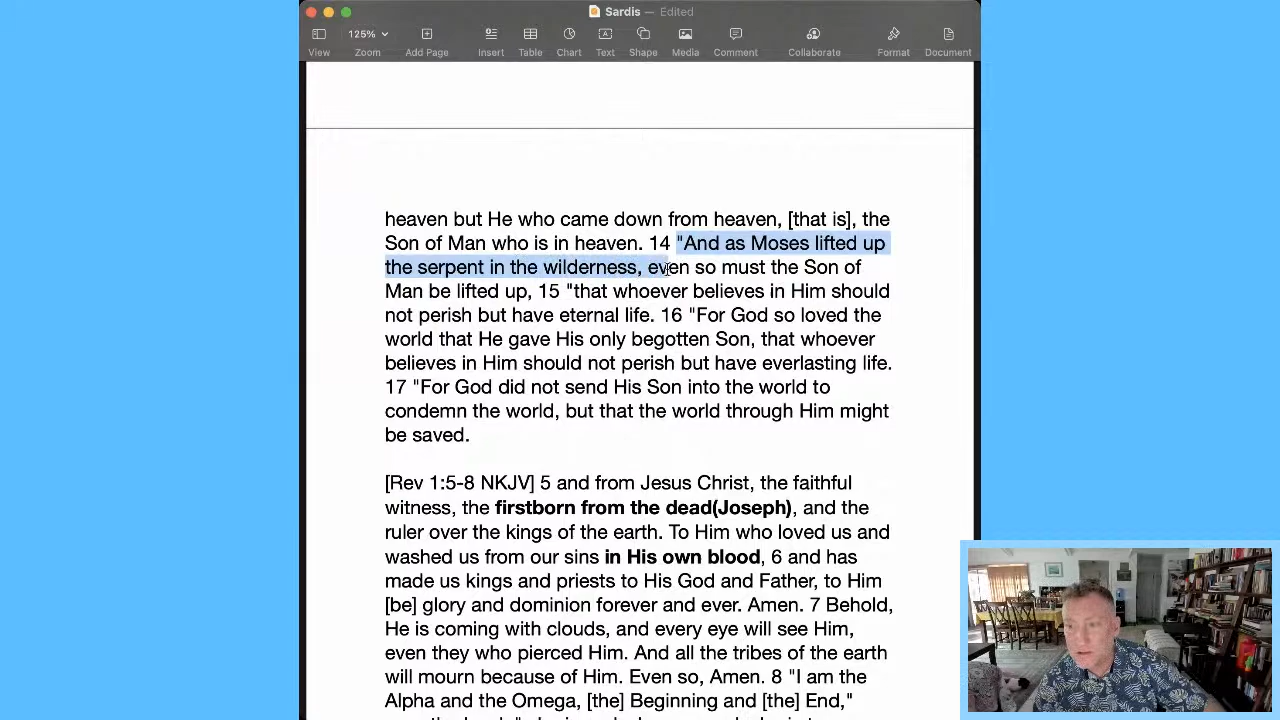 Sardis — Edited
125%
View Zoom Add Page Insert Table Chart Text Shape Media Comment Collaborate Format Document
heaven but He who came down from heaven, [that is], the
Son of Man who is in heaven. 14 "And as Moses lifted up
the serpent in the wilderness, even so must the Son of
Man be lifted up, 15 "that whoever believes in Him should
not perish but have eternal life. 16 "For God so loved the
world that He gave His only begotten Son, that whoever
believes in Him should not perish but have everlasting life.
17 "For God did not send His Son into the world to
condemn the world, but that the world through Him might
be saved.
[Rev 1:5-8 NKJV] 5 and from Jesus Christ, the faithful
witness, the firstborn from the dead(Joseph), and the
ruler over the kings of the earth. To Him who loved us and
washed us from our sins in His own blood, 6 and has
made us kings and priests to His God and Father, to Him
[be] glory and dominion forever and ever. Amen. 7 Behold,
He is coming with clouds, and every eye will see Him,
even they who pierced Him. And all the tribes of the earth
will mourn because of Him. Even so, Amen. 8 "I am the
Alpha and the Omega, [the] Beginning and [the] End,"